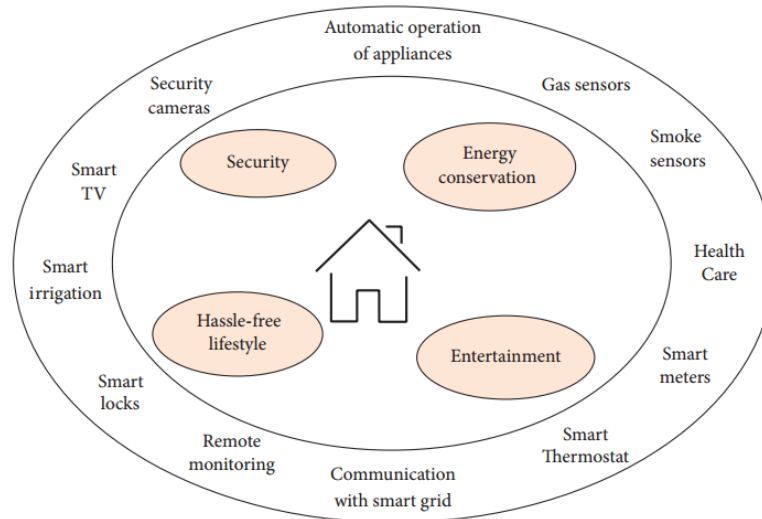 Automatic operation
of appliances
Security
cameras
Gas sensors
Smoke
sensors
Smart
TV
Security
Energy
conservation
Health
Care
Smart
irrigation
Hassle-free
lifestyle
Entertainment
Smart
meters
Smart
locks
Remote
monitoring
Smart
Thermostat
Communication
with smart grid